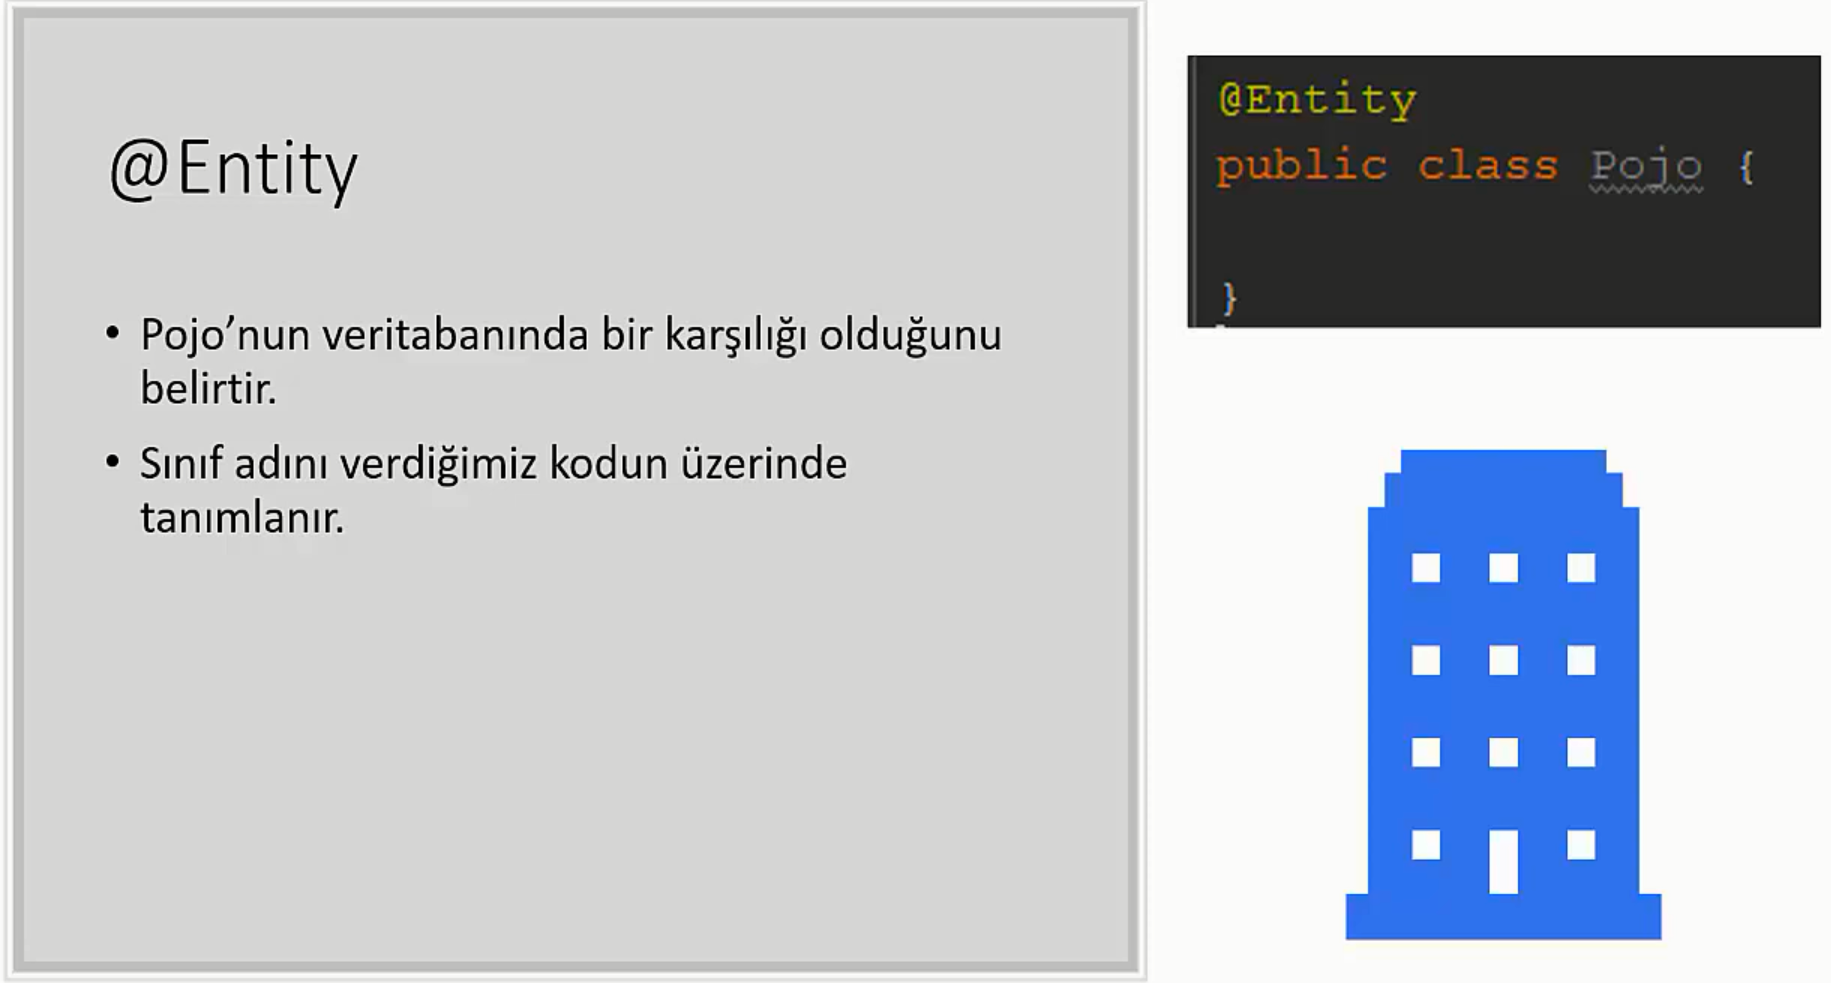 @Entity
• Pojo’nun veritabanında bir karşılığı olduğunu
belirtir.
• Sınıf adını verdiğimiz kodun üzerinde
tanımlanır.
@Entity
public class Pojo {
}